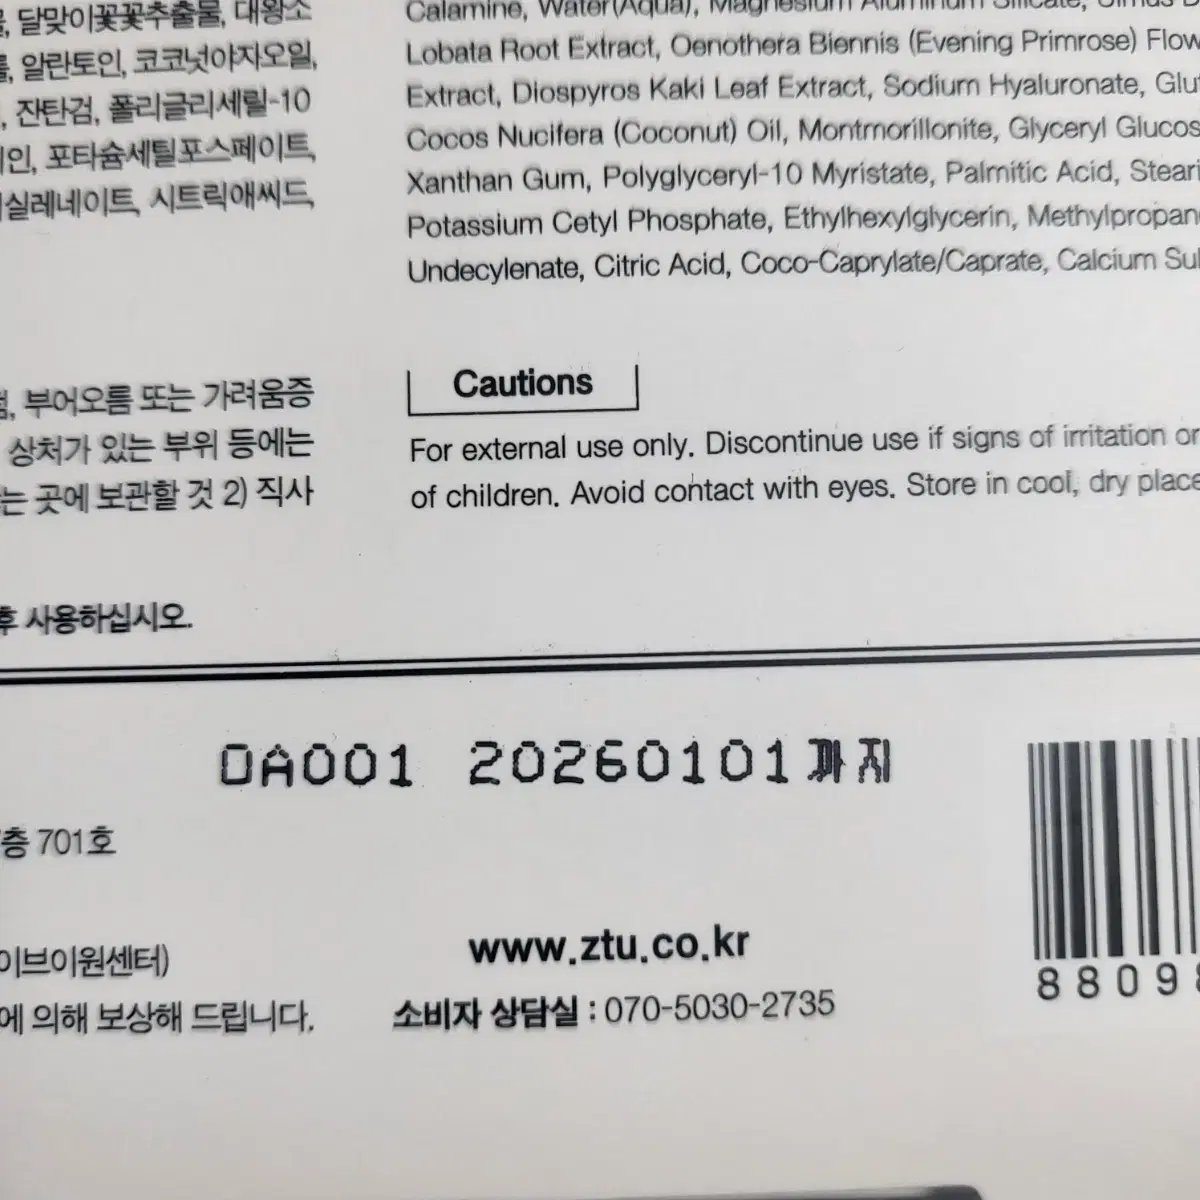 달맞이꽃꽃추출물, 대왕소
알란토인, 코코넛야자오일,
잔탄검, 폴리글리세릴-10
포타슘세틸포스페이트,
실레네이트, 시트릭애씨드,
Calamine, Water(Aqua), Magnesium Aluminum Silicate,
Lobata Root Extract, Oenothera Biennis (Evening Primrose) Flow
Extract, Diospyros Kaki Leaf Extract, Sodium Hyaluronate, Glu
Cocos Nucifera (Coconut) Oil, Montmorillonite, Glyceryl Glucos
Xanthan Gum, Polyglyceryl-10 Myristate, Palmitic Acid, Steari
Potassium Cetyl Phosphate, Ethylhexylglycerin, Methylpropan
Undecylenate, Citric Acid, Coco-Caprylate/Caprate, Calcium Sul
부어오름 또는 가려움증
상처가 있는 부위 등에는
는 곳에 보관할 것 2) 직사
후 사용하십시오.
Cautions
For external use only. Discontinue use if signs of irritation or
of children. Avoid contact with eyes. Store in cool, dry place
OA001 20260101까지
층 701호
이브이원센터)
에 의해 보상해 드립니다.
www.ztu.co.kr
소비자 상담실 : 070-5030-2735
8809